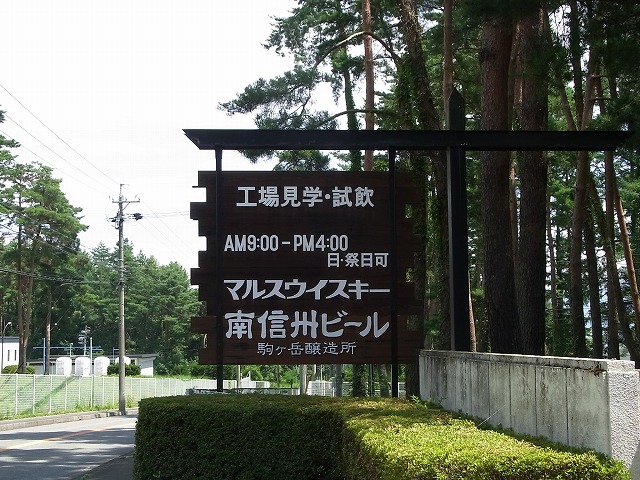 工場見学・試飲
AM9:00－PM4:00
日・祭日可
マルスウイスキー
南信州ビール
駒ヶ岳醸造所